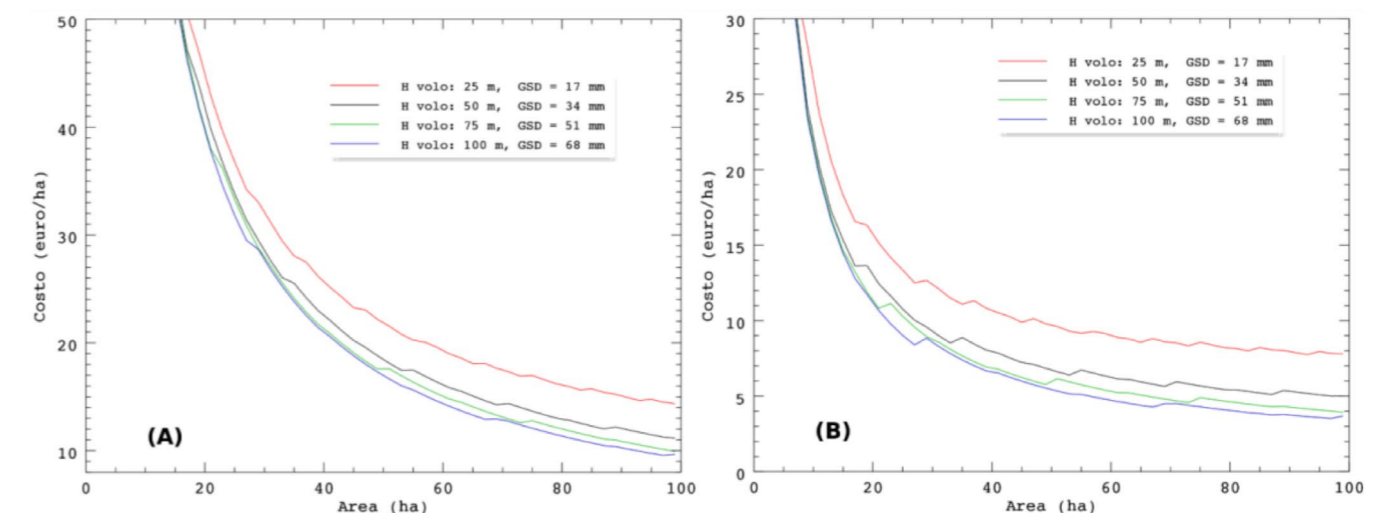 50
40
30
20
10
Costo (euro/ha)
H volo: 25 m, GSD = 17 mm
H volo: 50 m, GSD = 34 mm
H volo: 75 m, GSD = 51 mm
H volo: 100 m, GSD = 68 mm
(A)
0 20 40 60 80 100
Area (ha)
30
25
20
15
10
5
0
Costo (euro/ha)
H volo: 25 m, GSD = 17 mm
H volo: 50 m, GSD = 34 mm
H volo: 75 m, GSD = 51 mm
H volo: 100 m, GSD = 68 mm
(B)
0 20 40 60 80 100
Area (ha)